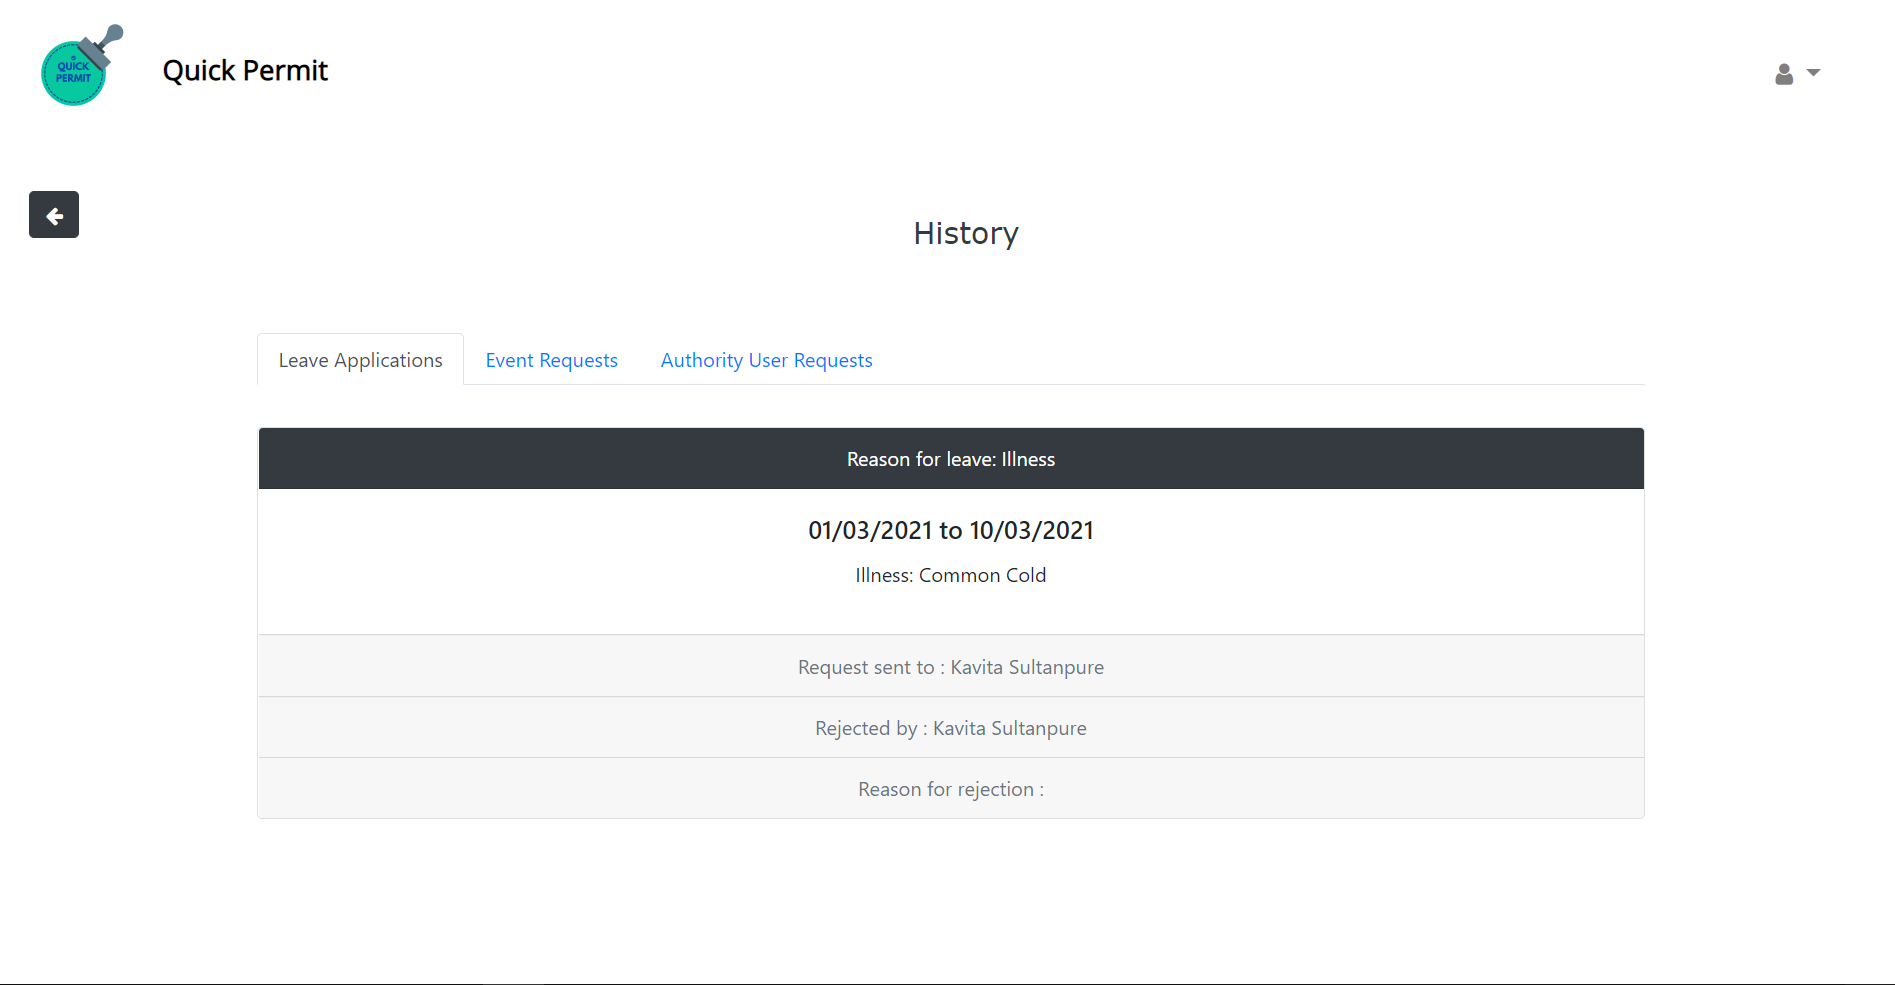 QUICK
PERMIT
Quick Permit
History
Leave Applications
Event Requests
Authority User Requests
Reason for leave: Illness
01/03/2021 to 10/03/2021
Illness: Common Cold
Request sent to : Kavita Sultanpure
Rejected by : Kavita Sultanpure
Reason for rejection :